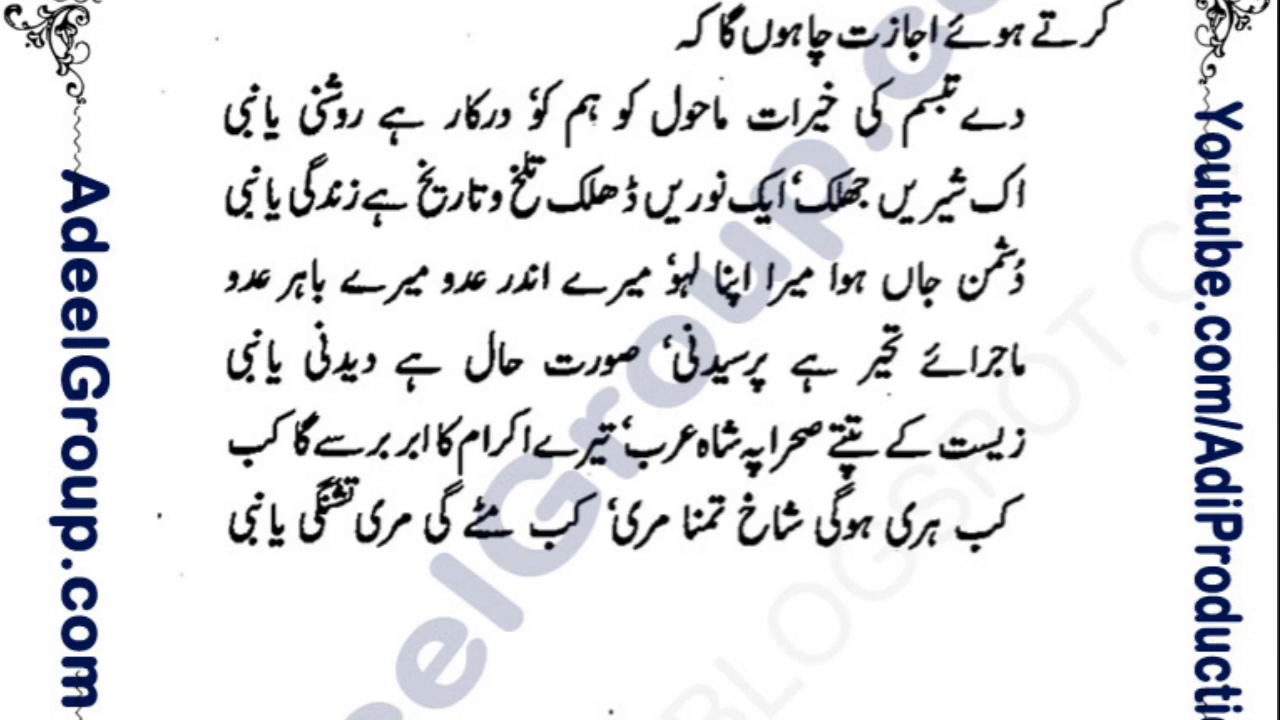 کرتے ہوئے اجازت چاہوں گا کہ
دے تبسم کی خیرات ماحول کو ہم کو، درکار ہے روشنی یانبی
اک شیریں جھلک، ایک نوریں ڈھلک تلخ و تاریخ ہے زندگی یانبی
دُشمن جاں ہوا میرا اپنا لہو، میرے اندر عدو میرے باہر عدو
ماجرائے تحیر ہے پرسیدنی، صورت حال ہے دیدنی یانبی
زیست کے تپتے صحرا پہ شاہ عرب، تیرے اکرام کا ابر برسے گا کب
کب ہری ہوگی شاخ تمنا مری، کب مٹے گی مری تشنگی یانبی
AdeelGroup.com
Youtube.com/AdiProducti
eelGroup.co
BLOGSPOT.C